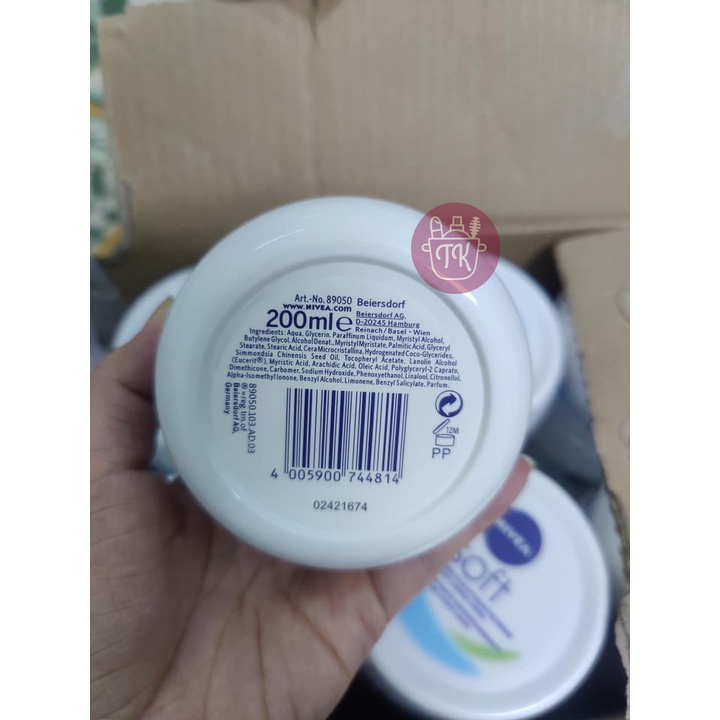 TK
Art.-No. 89050 Beiersdorf
www.NIVEA.com
200ml e
Beiersdorf AG,
D-20245 Hamburg
Reinach/Basel • Wien
Ingredients: Aqua, Glycerin, Paraffinum Liquidum, Myristyl Alcohol,
Butylene Glycol, Alcohol Denat., Myristyl Myristate, Palmitic Acid, Glyceryl
Stearate, Stearic Acid, Cera Microcristallina, Hydrogenated Coco-Glycerides,
Simmondsia Chinensis Seed Oil, Tocopheryl Acetate, Lanolin Alcohol
(Eucerit®), Myristic Acid, Arachidic Acid, Oleic Acid, Polyglyceryl-2 Caprate,
Dimethicone, Carbomer, Sodium Hydroxide, Phenoxyethanol, Linalool, Citronellol,
Alpha-Isomethyl Ionone, Benzyl Alcohol, Limonene, Benzyl Salicylate, Parfum.
89050.103.AD.03
®=reg. tm. of
Beiersdorf AG,
Germany
12M
PP
4 005900 744814
02421674
NIVEA
soft